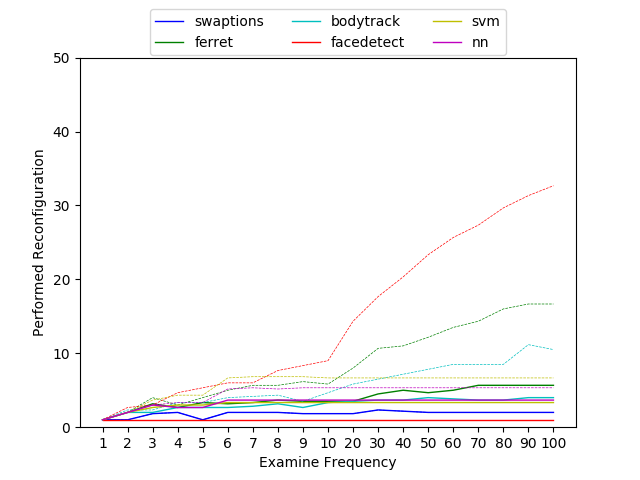 swaptions bodytrack svm
ferret facedetect nn
50
40
30
20
10
0
Performed Reconfiguration
1 2 3 4 5 6 7 8 9 10 20 30 40 50 60 70 80 90 100
Examine Frequency